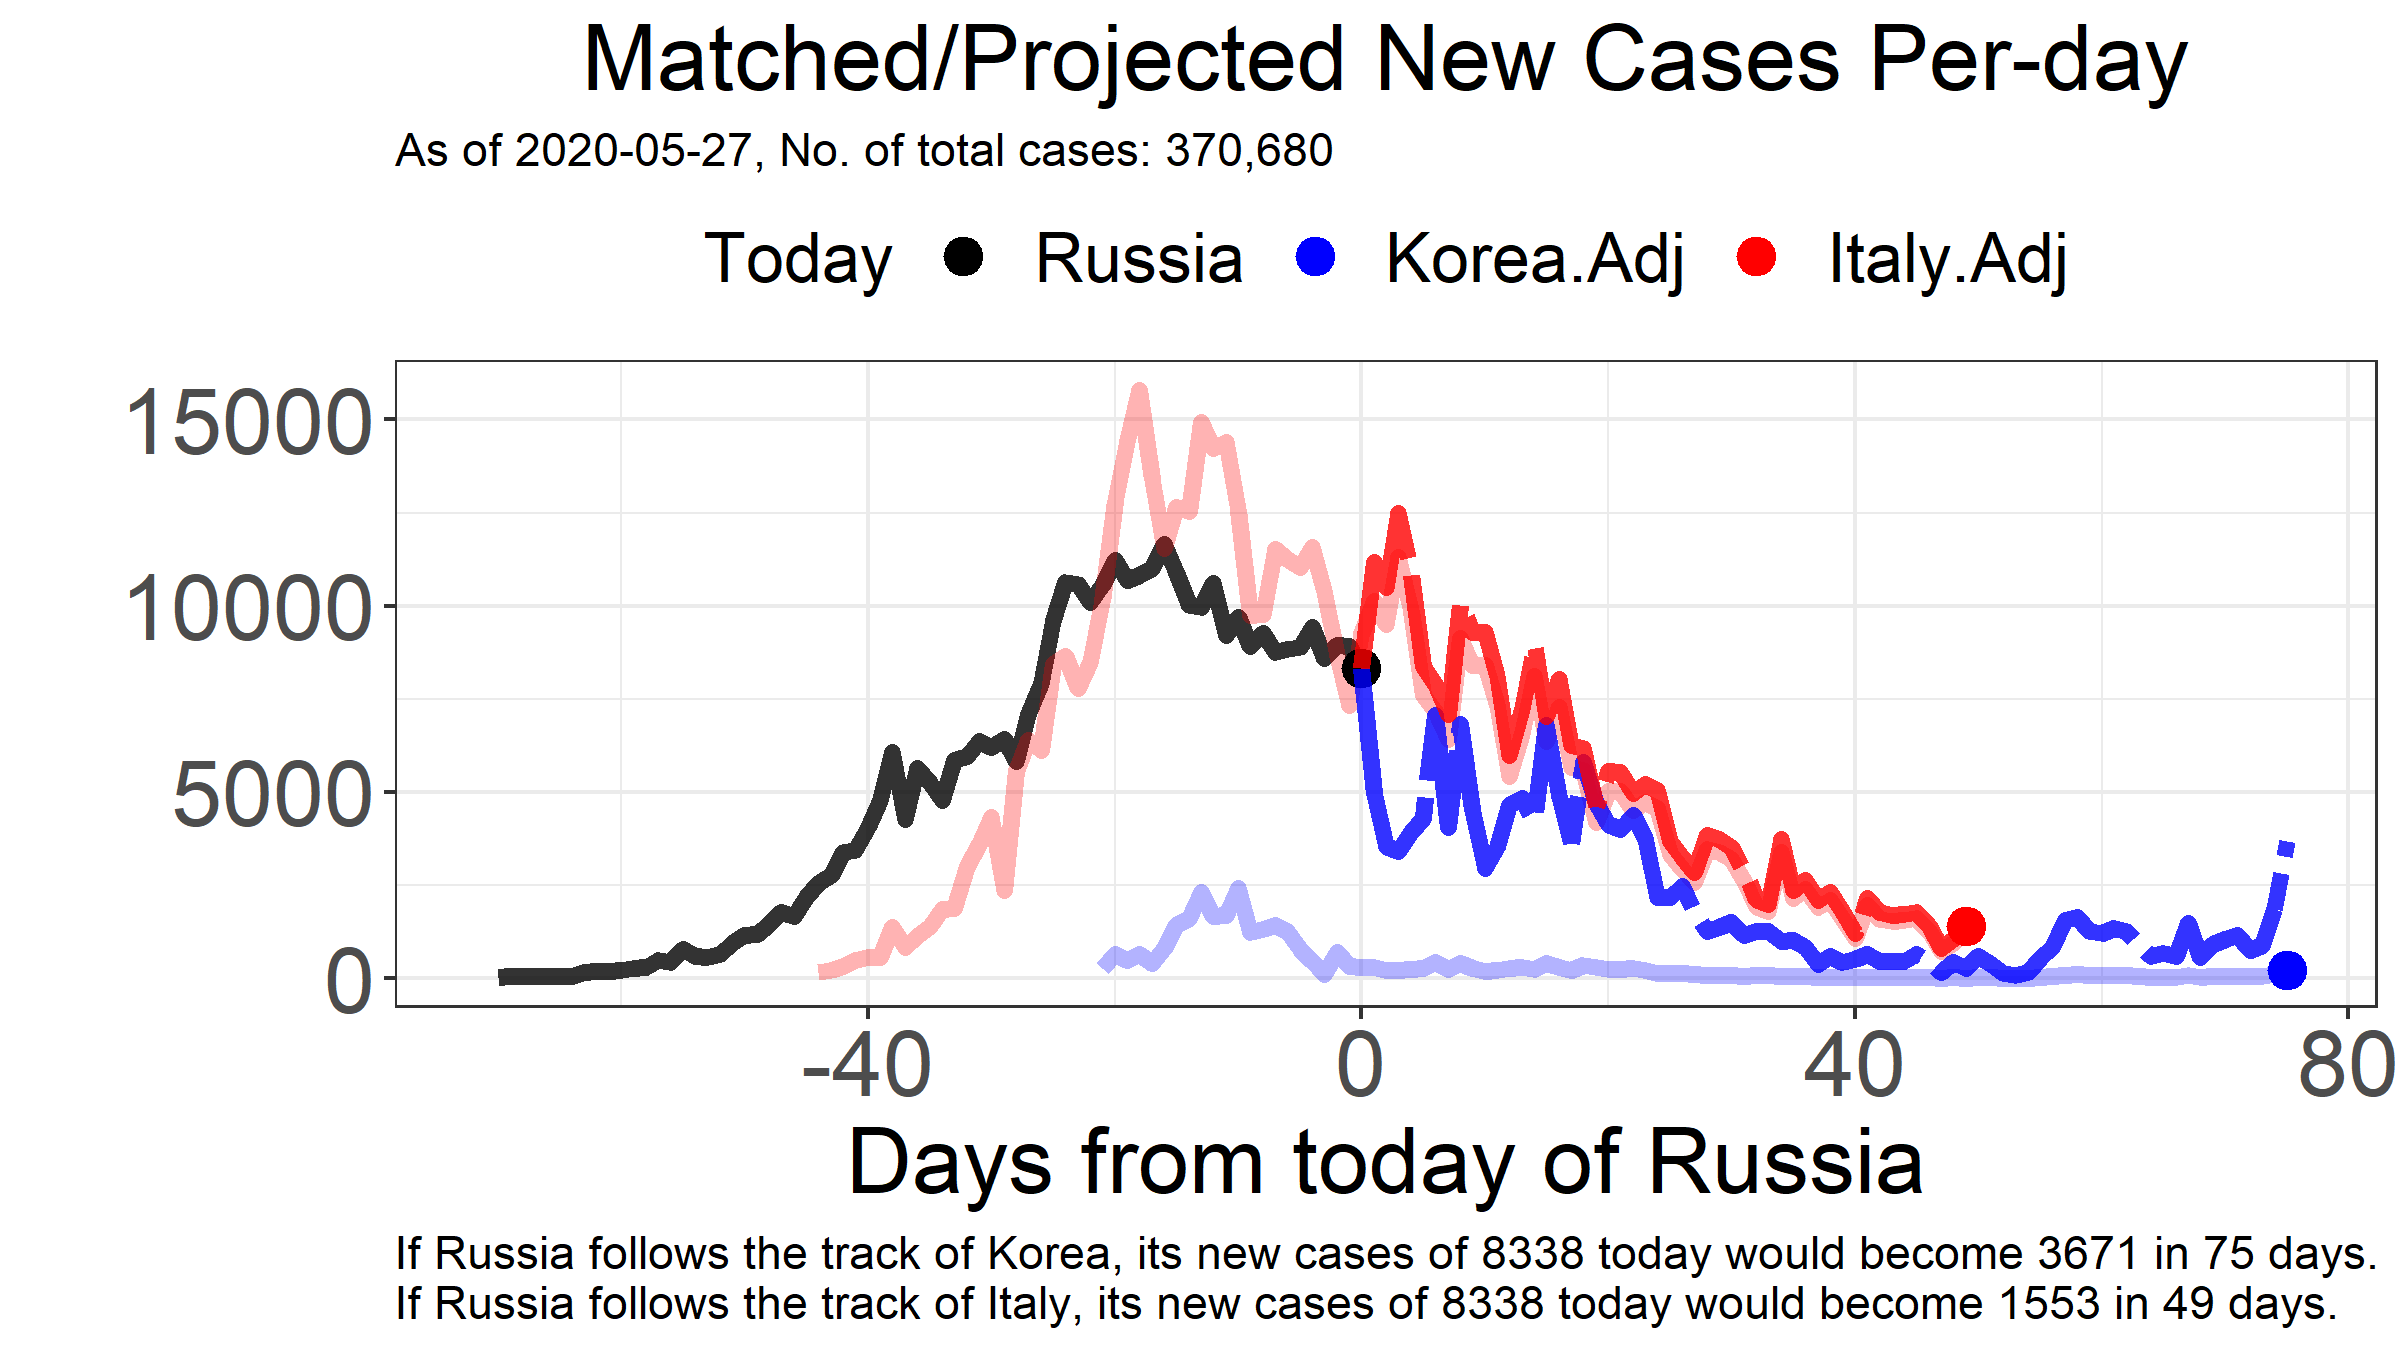 Matched/Projected New Cases Per-day
As of 2020-05-27, No. of total cases: 370,680
Today Russia Korea.Adj Italy.Adj
15000
10000
5000
0
-40 0 40 80
Days from today of Russia
If Russia follows the track of Korea, its new cases of 8338 today would become 3671 in 75 days.
If Russia follows the track of Italy, its new cases of 8338 today would become 1553 in 49 days.